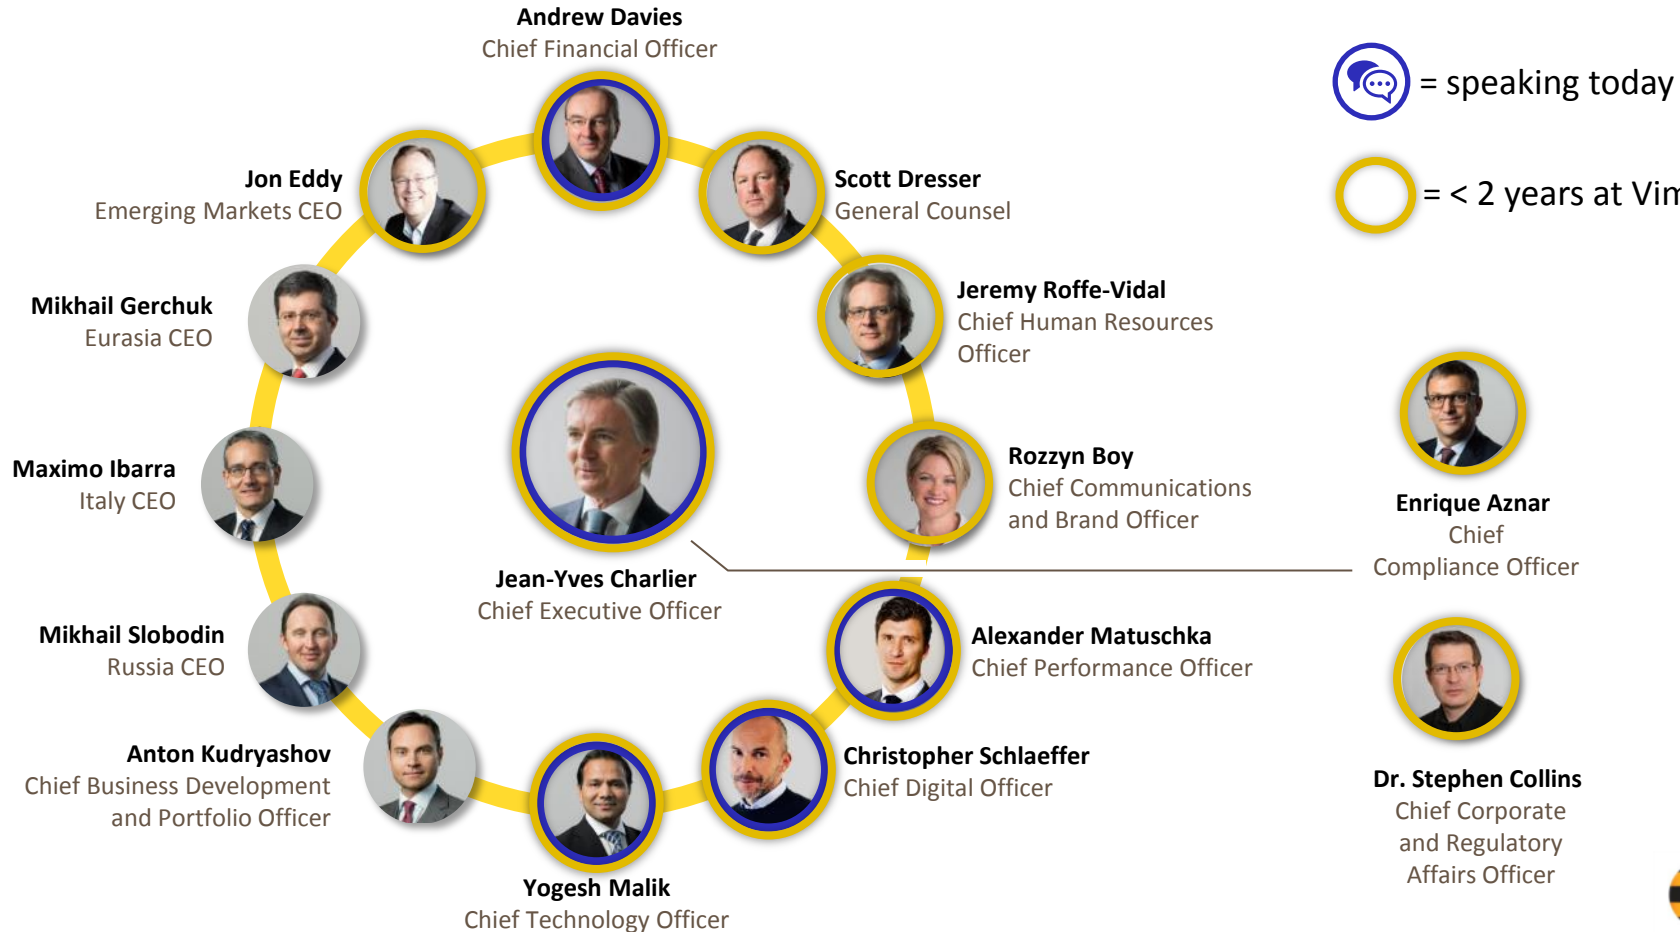 Andrew Davies
Chief Financial Officer
= speaking today
= < 2 years at
Jon Eddy
Emerging Markets CEO
Scott Dresser
General Counsel
Mikhail Gerchuk
Eurasia CEO
Jeremy Roffe-Vidal
Chief Human Resources
Officer
Maximo Ibarra
Italy CEO
Rozzyn Boy
Chief Communications
and Brand Officer
Enrique Aznar
Chief
Compliance Officer
Jean-Yves Charlier
Chief Executive Officer
Mikhail Slobodin
Russia CEO
Alexander Matuschka
Chief Performance Officer
Anton Kudryashov
Chief Business Development
and Portfolio Officer
Christopher Schlaeffer
Chief Digital Officer
Dr. Stephen Collins
Chief Corporate
and Regulatory
Affairs Officer
Yogesh Malik
Chief Technology Officer